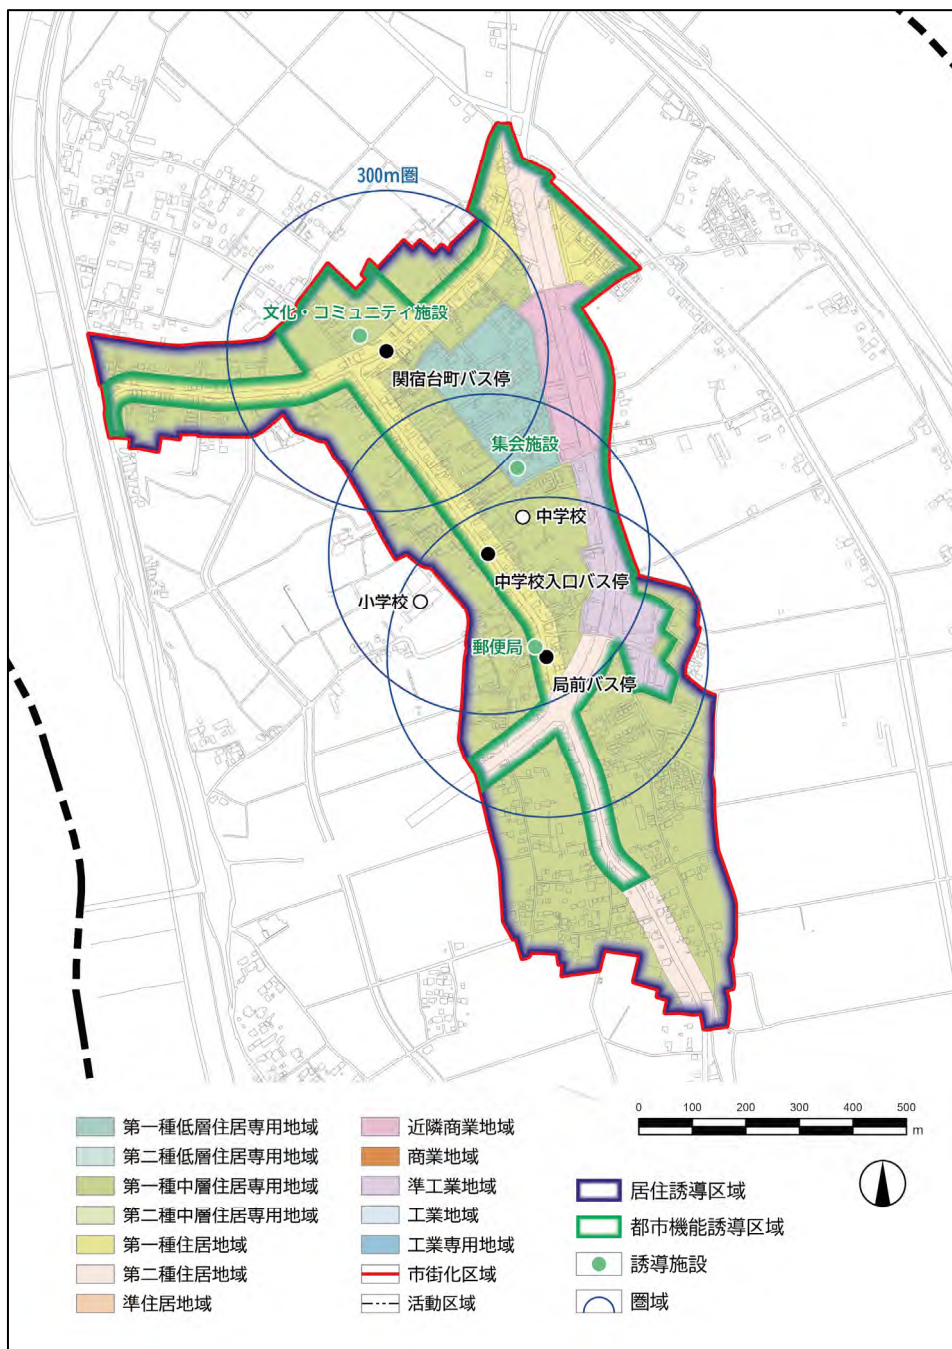 300m圏
文化・コミュニティ施設
関宿台町バス停
集会施設
中学校
中学校入口バス停
小学校
郵便局
局前バス停
第一種低層住居専用地域
第二種低層住居専用地域
第一種中層住居専用地域
第二種中層住居専用地域
第一種住居地域
第二種住居地域
準住居地域
近隣商業地域
商業地域
準工業地域
工業地域
工業専用地域
市街化区域
活動区域
0 100 200 300 400 500
m
居住誘導区域
都市機能誘導区域
誘導施設
圏域